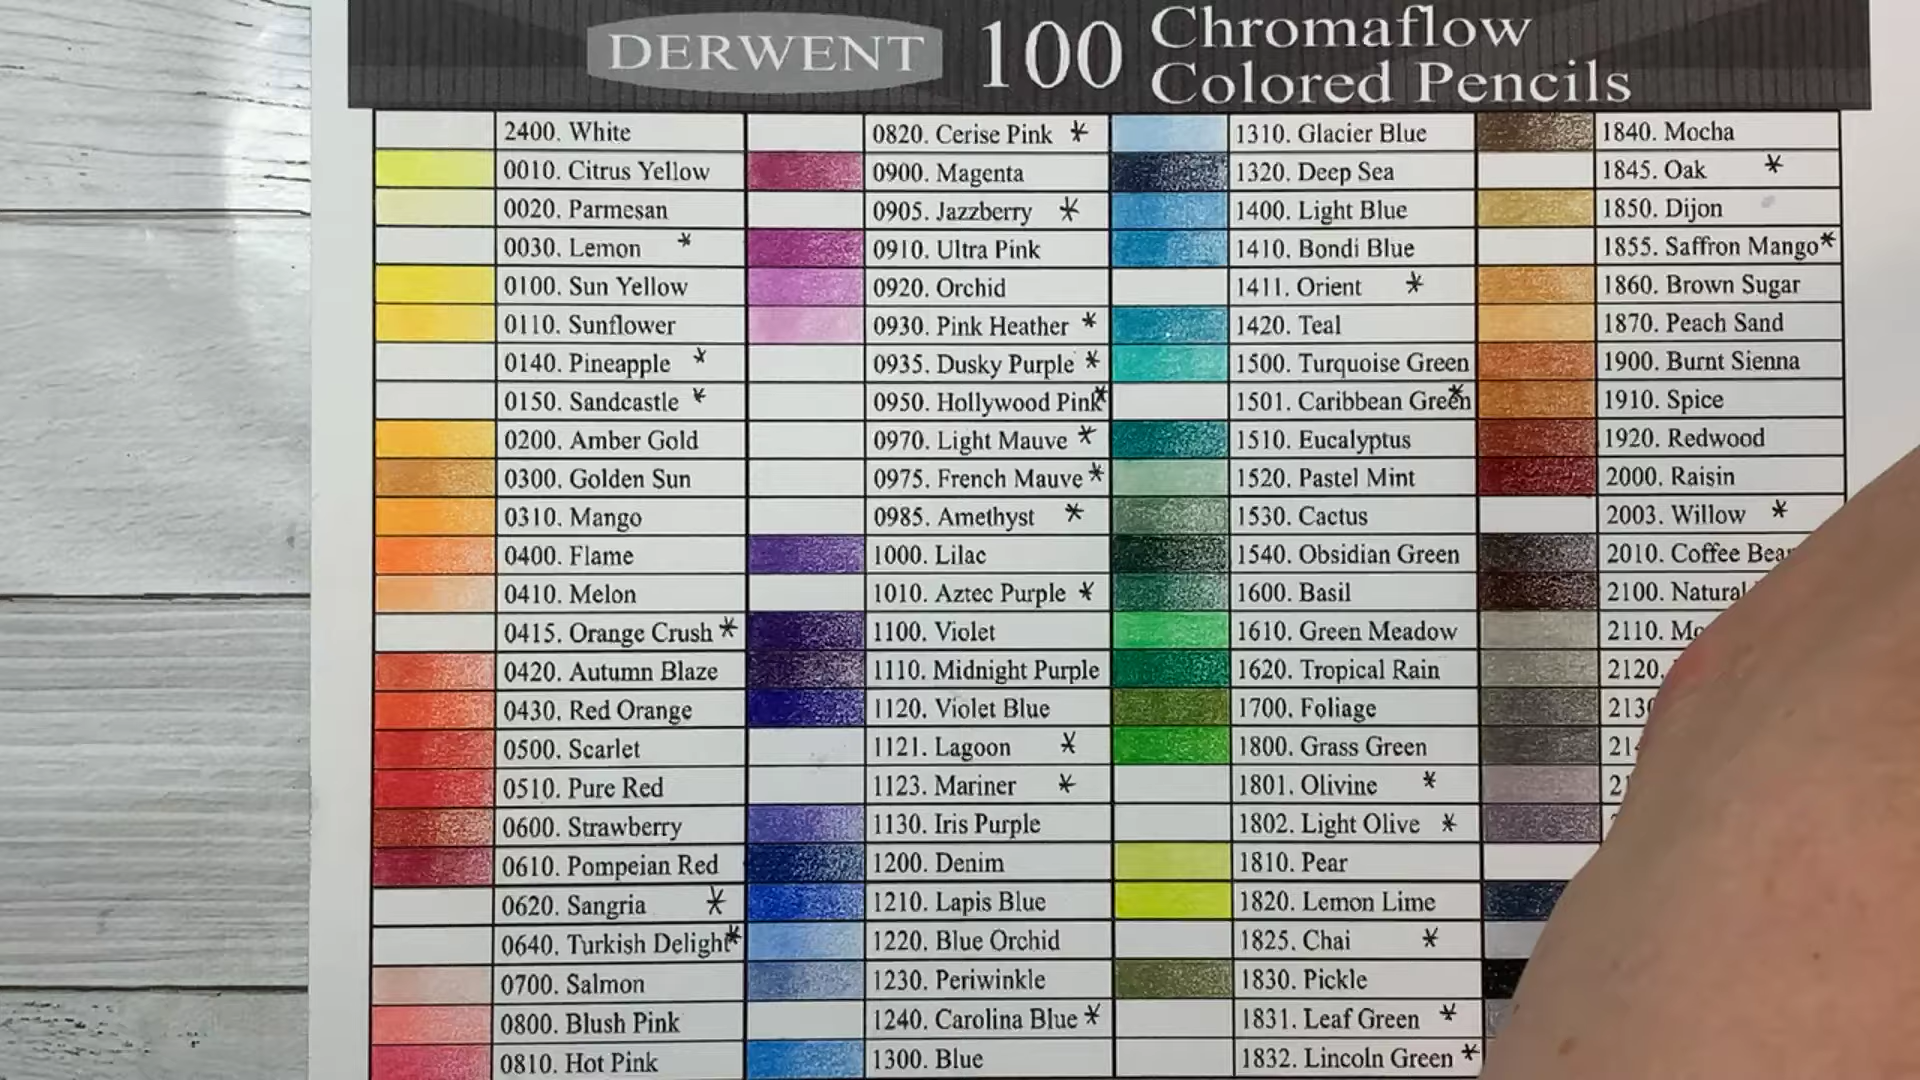 DERWENT 100 Chromaflow
Colored Pencils
2400. White
0010. Citrus Yellow
0020. Parmesan
0030. Lemon *
0100. Sun Yellow
0110. Sunflower
0140. Pineapple *
0150. Sandcastle *
0200. Amber Gold
0300. Golden Sun
0310. Mango
0400. Flame
0410. Melon
0415. Orange Crush *
0420. Autumn Blaze
0430. Red Orange
0500. Scarlet
0510. Pure Red
0600. Strawberry
0610. Pompeian Red
0620. Sangria *
0640. Turkish Delight *
0700. Salmon
0800. Blush Pink
0810. Hot Pink
0820. Cerise Pink *
0900. Magenta
0905. Jazzberry *
0910. Ultra Pink
0920. Orchid
0930. Pink Heather *
0935. Dusky Purple *
0950. Hollywood Pink *
0970. Light Mauve *
0975. French Mauve *
0985. Amethyst *
1000. Lilac
1010. Aztec Purple *
1100. Violet
1110. Midnight Purple
1120. Violet Blue
1121. Lagoon *
1123. Mariner *
1130. Iris Purple
1200. Denim
1210. Lapis Blue
1220. Blue Orchid
1230. Periwinkle
1240. Carolina Blue *
1300. Blue
1310. Glacier Blue
1320. Deep Sea
1400. Light Blue
1410. Bondi Blue
1411. Orient *
1420. Teal
1500. Turquoise Green
1501. Caribbean Green *
1510. Eucalyptus
1520. Pastel Mint
1530. Cactus
1540. Obsidian Green
1600. Basil
1610. Green Meadow
1620. Tropical Rain
1700. Foliage
1800. Grass Green
1801. Olivine *
1802. Light Olive *
1810. Pear
1820. Lemon Lime
1825. Chai *
1830. Pickle
1831. Leaf Green *
1832. Lincoln Green *
1840. Mocha
1845. Oak *
1850. Dijon
1855. Saffron Mango *
1860. Brown Sugar
1870. Peach Sand
1900. Burnt Sienna
1910. Spice
1920. Redwood
2000. Raisin
2003. Willow *
2010. Coffee
2100. Natural
2110.
2120.